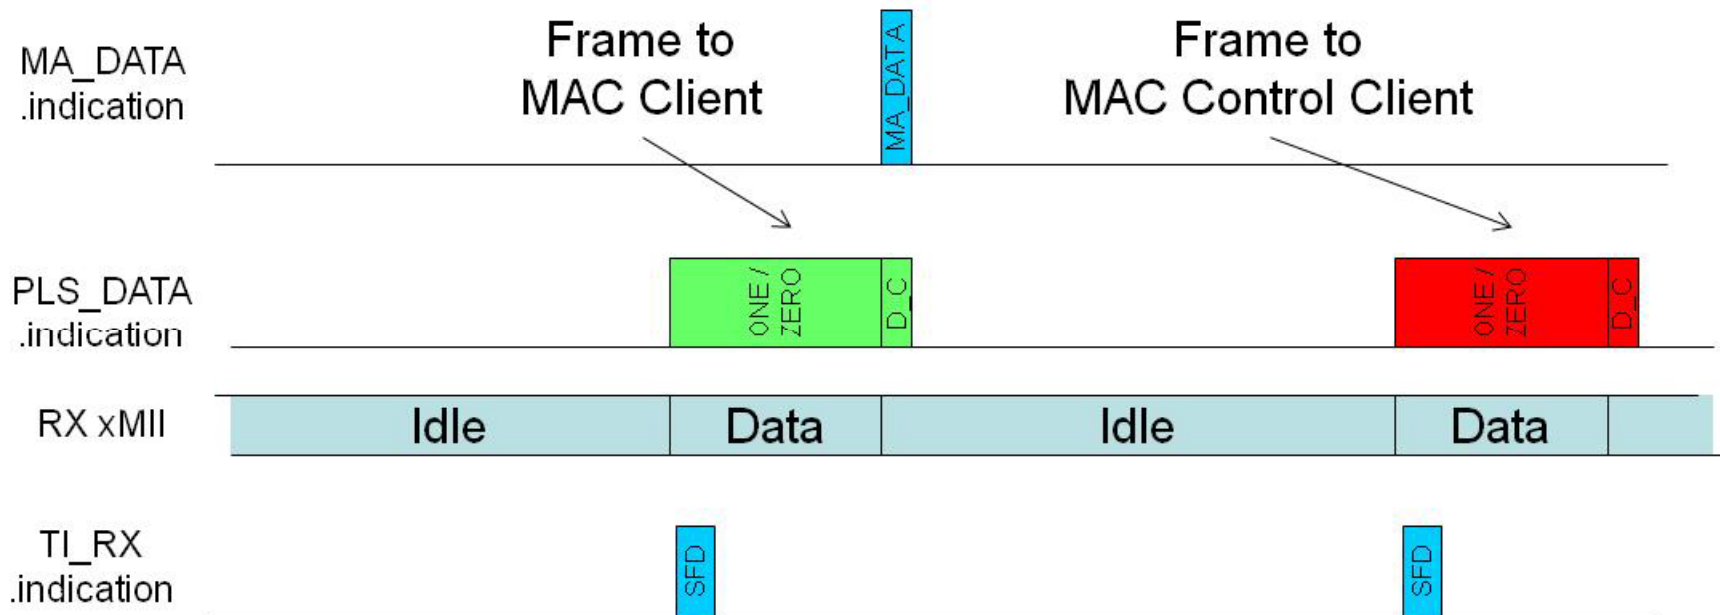 MA_DATA
.indication
Frame to
MAC Client
MA_DATA
Frame to
MAC Control Client
PLS_DATA
.indication
ONE /
ZERO
D_C
ONE /
ZERO
D_C
RX xMII
Idle
Data
Idle
Data
TI_RX
.indication
SFD
SFD